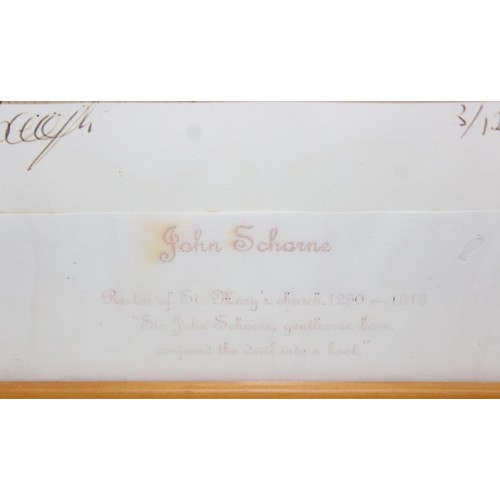 3/12
John Schorne
Rector of St. Mary's church, 1290 - 1313
"Sir John Schorne, gentleman born,
conjured the devil into a boot"